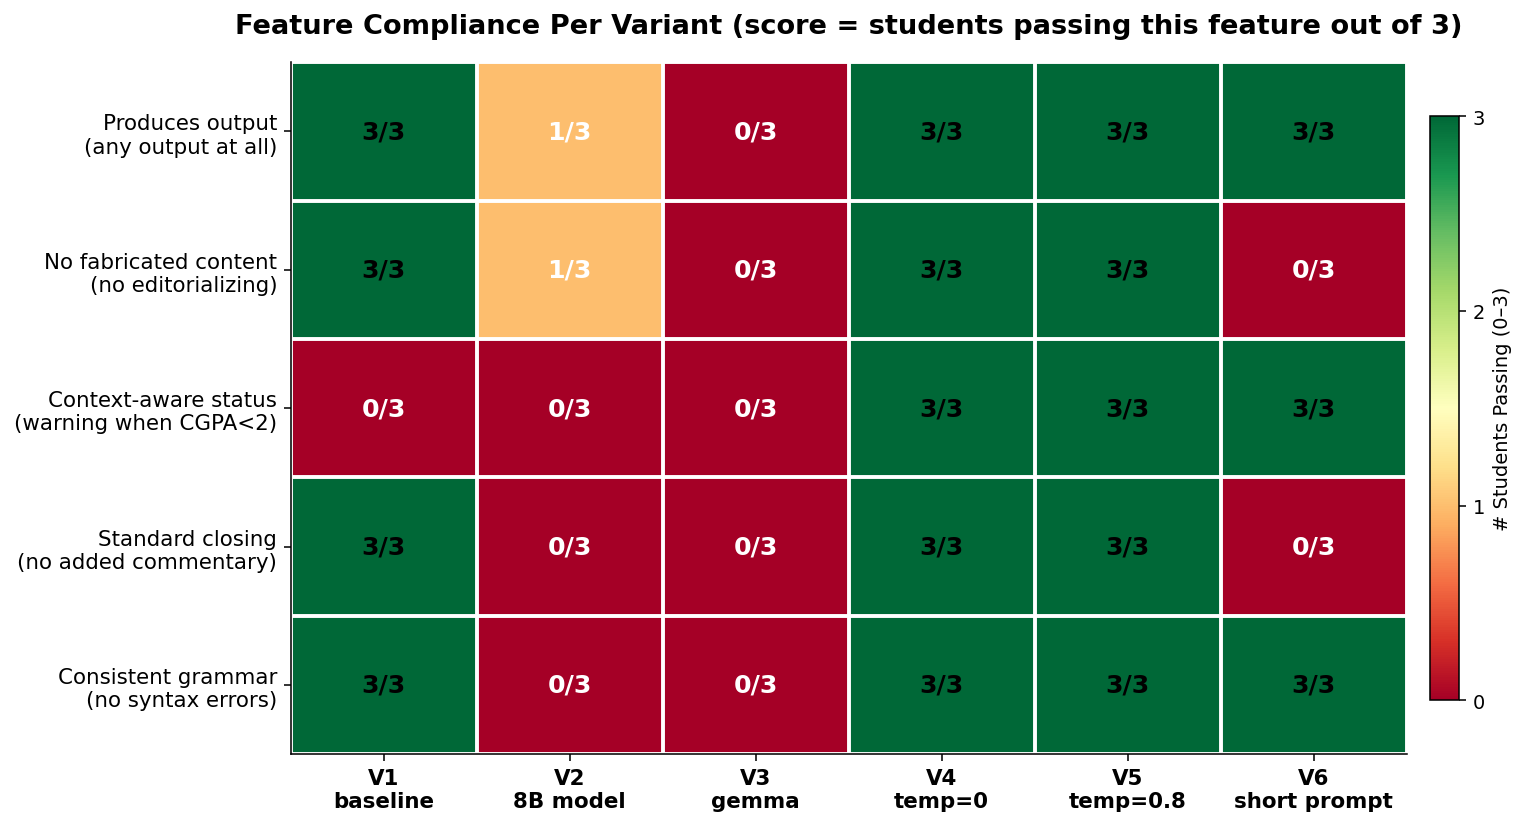 Feature Compliance Per Variant (score = students passing this feature out of 3)
Produces output
(any output at all)
3/3 1/3 0/3 3/3 3/3 3/3
No fabricated content
(no editorializing)
3/3 1/3 0/3 3/3 3/3 0/3
Context-aware status
(warning when CGPA<2)
0/3 0/3 0/3 3/3 3/3 3/3
Standard closing
(no added commentary)
3/3 0/3 0/3 3/3 3/3 0/3
Consistent grammar
(no syntax errors)
3/3 0/3 0/3 3/3 3/3 3/3
V1
baseline
V2
8B model
V3
gemma
V4
temp=0
V5
temp=0.8
V6
short prompt
3
2
1
0
# Students Passing (0–3)